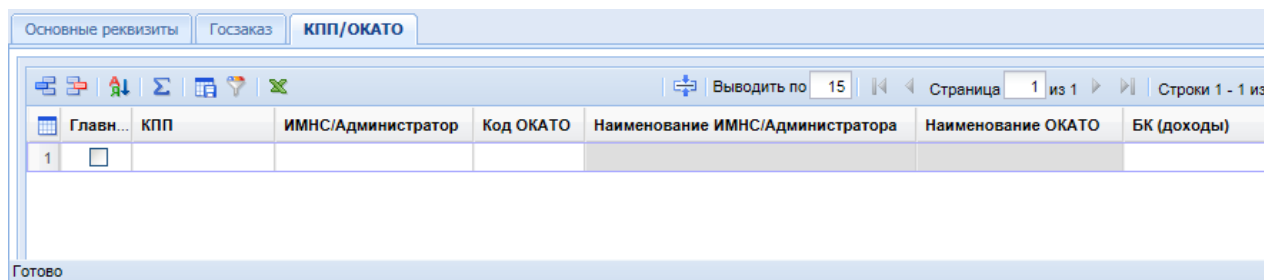 Основные реквизиты Госзаказ КПП/ОКАТО
Выводить по 15 Страница 1 из 1 Строки 1 - 1 из
Главн... КПП ИМНС/Администратор Код ОКАТО Наименование ИМНС/Администратора Наименование ОКАТО БК (доходы)
1
Готово